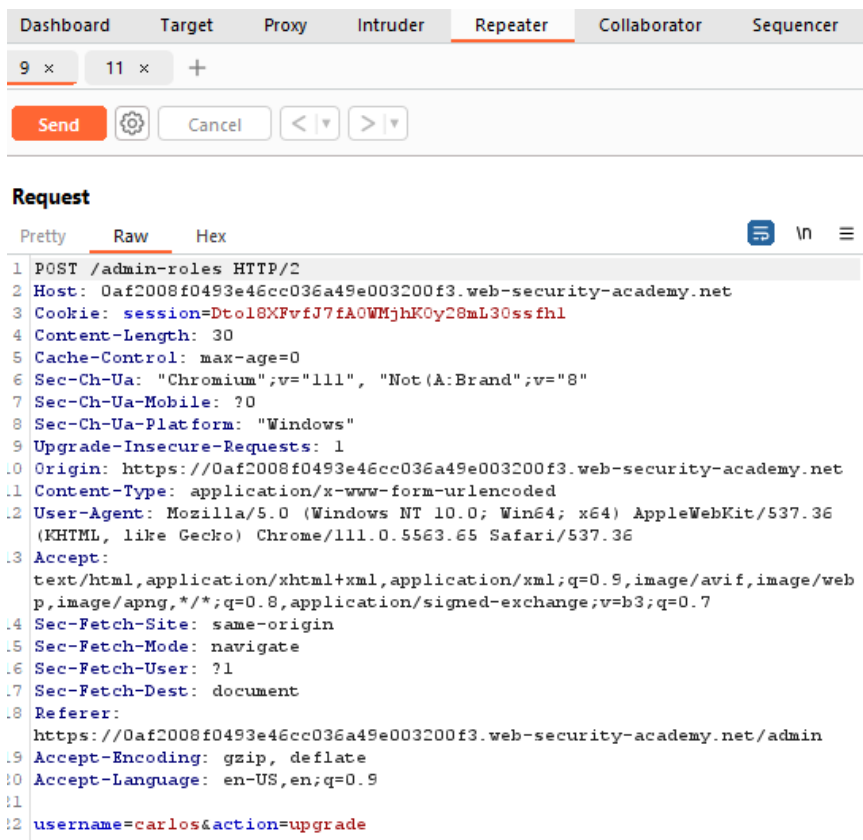 Dashboard Target Proxy Intruder Repeater Collaborator Sequencer
9 × 11 × +
Send Cancel < >
Request
Pretty Raw Hex \n
1 POST /admin-roles HTTP/2
2 Host: 0af2008f0493e46cc036a49e003200f3.web-security-academy.net
3 Cookie: session=Dtol8XFvfJ7fA0WMjhK0y28mL30ssfhl
4 Content-Length: 30
5 Cache-Control: max-age=0
6 Sec-Ch-Ua: "Chromium";v="111", "Not(A:Brand";v="8"
7 Sec-Ch-Ua-Mobile: ?0
8 Sec-Ch-Ua-Platform: "Windows"
9 Upgrade-Insecure-Requests: 1
10 Origin: https://0af2008f0493e46cc036a49e003200f3.web-security-academy.net
11 Content-Type: application/x-www-form-urlencoded
12 User-Agent: Mozilla/5.0 (Windows NT 10.0; Win64; x64) AppleWebKit/537.36
(KHTML, like Gecko) Chrome/111.0.5563.65 Safari/537.36
13 Accept:
text/html,application/xhtml+xml,application/xml;q=0.9,image/avif,image/web
p,image/apng,*/*;q=0.8,application/signed-exchange;v=b3;q=0.7
14 Sec-Fetch-Site: same-origin
15 Sec-Fetch-Mode: navigate
16 Sec-Fetch-User: ?1
17 Sec-Fetch-Dest: document
18 Referer:
https://0af2008f0493e46cc036a49e003200f3.web-security-academy.net/admin
19 Accept-Encoding: gzip, deflate
20 Accept-Language: en-US,en;q=0.9
21
22 username=carlos&action=upgrade